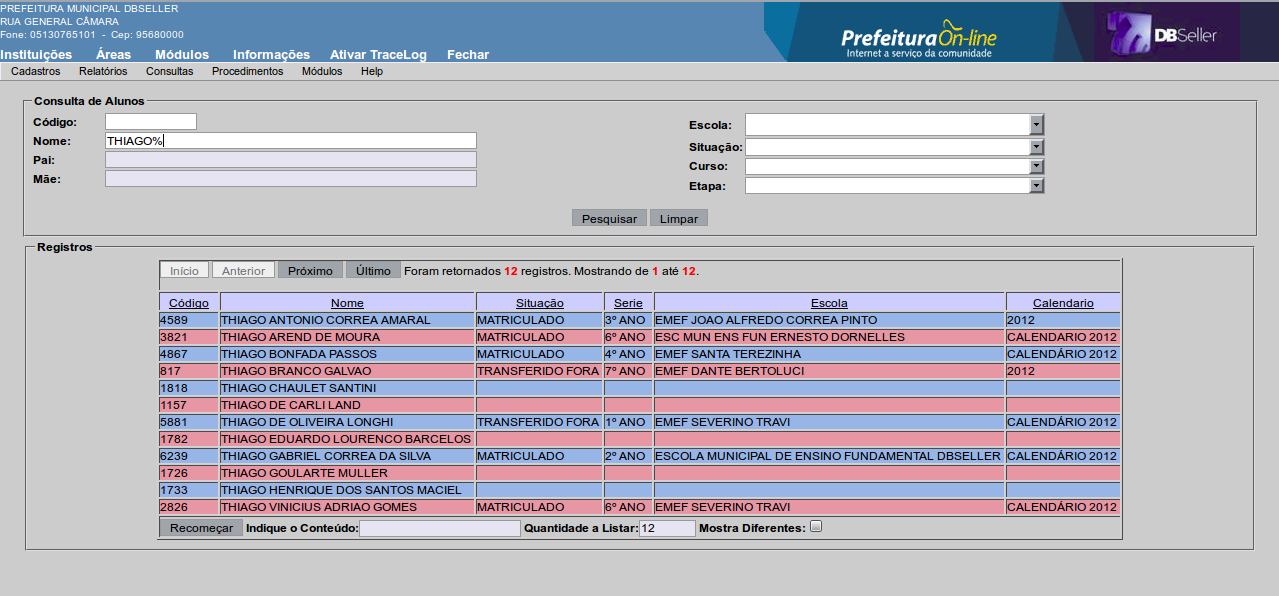 PREFEITURA MUNICIPAL DBSELLER
RUA GENERAL CÂMARA
Fone: 05130765101 - Cep: 95680000
PrefeituraOn-line
Internet a serviço da comunidade
DBSeller
Instituições Áreas Módulos Informações Ativar TraceLog Fechar
Cadastros Relatórios Consultas Procedimentos Módulos Help
Consulta de Alunos
Código:
Nome: THIAGO%
Pai:
Mãe:
Escola:
Situação:
Curso:
Etapa:
Pesquisar Limpar
Registros
Início Anterior Próximo Último Foram retornados 12 registros. Mostrando de 1 até 12.
Código Nome Situação Serie Escola Calendario
4589 THIAGO ANTONIO CORREA AMARAL MATRICULADO 3º ANO EMEF JOAO ALFREDO CORREA PINTO 2012
3821 THIAGO AREND DE MOURA MATRICULADO 6º ANO ESC MUN ENS FUN ERNESTO DORNELLES CALENDARIO 2012
4867 THIAGO BONFADA PASSOS MATRICULADO 4º ANO EMEF SANTA TEREZINHA CALENDÁRIO 2012
817 THIAGO BRANCO GALVAO TRANSFERIDO FORA 7º ANO EMEF DANTE BERTOLUCI 2012
1818 THIAGO CHAULET SANTINI
1157 THIAGO DE CARLI LAND
5881 THIAGO DE OLIVEIRA LONGHI TRANSFERIDO FORA 1º ANO EMEF SEVERINO TRAVI CALENDÁRIO 2012
1782 THIAGO EDUARDO LOURENCO BARCELOS
6239 THIAGO GABRIEL CORREA DA SILVA MATRICULADO 2º ANO ESCOLA MUNICIPAL DE ENSINO FUNDAMENTAL DBSELLER CALENDÁRIO 2012
1726 THIAGO GOULARTE MULLER
1733 THIAGO HENRIQUE DOS SANTOS MACIEL
2826 THIAGO VINICIUS ADRIAO GOMES MATRICULADO 6º ANO EMEF SEVERINO TRAVI CALENDÁRIO 2012
Recomeçar Indique o Conteúdo: Quantidade a Listar: 12 Mostra Diferentes: